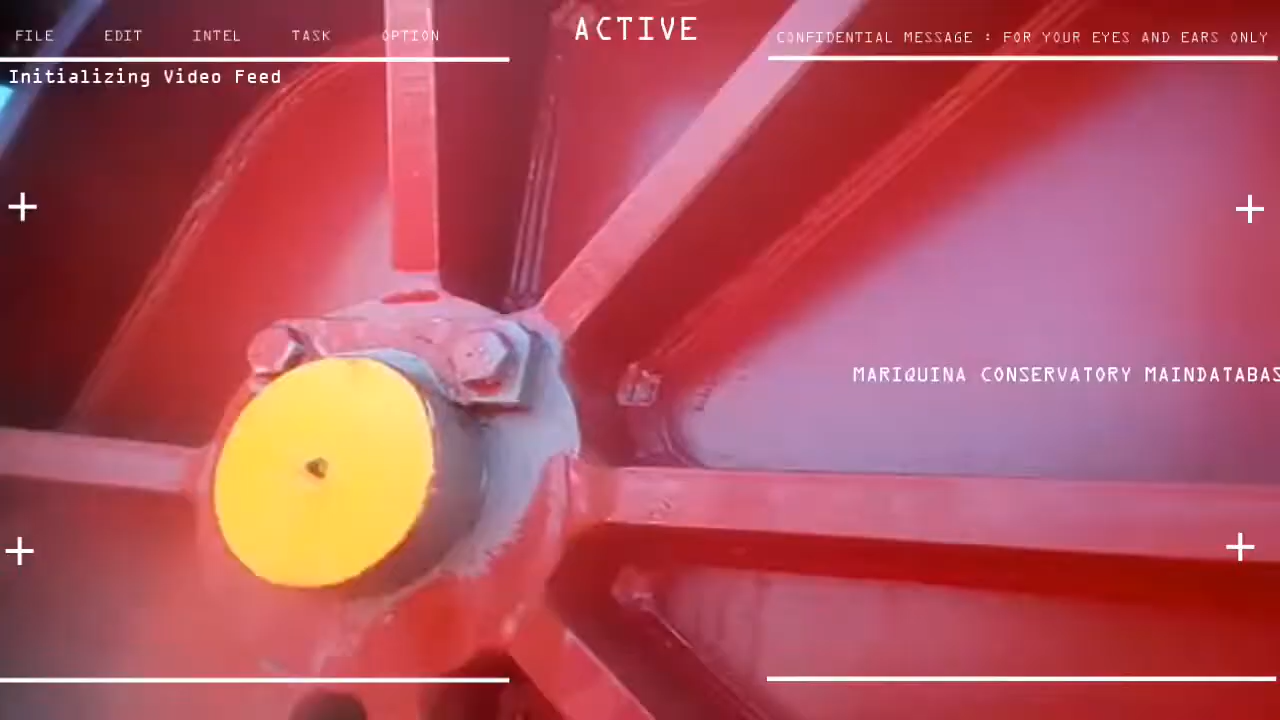 FILE EDIT INTEL TASK OPTION
ACTIVE
CONFIDENTIAL MESSAGE : FOR YOUR EYES AND EARS ONLY
Initializing Video Feed
MARIQUINA CONSERVATORY MAINDATABAS